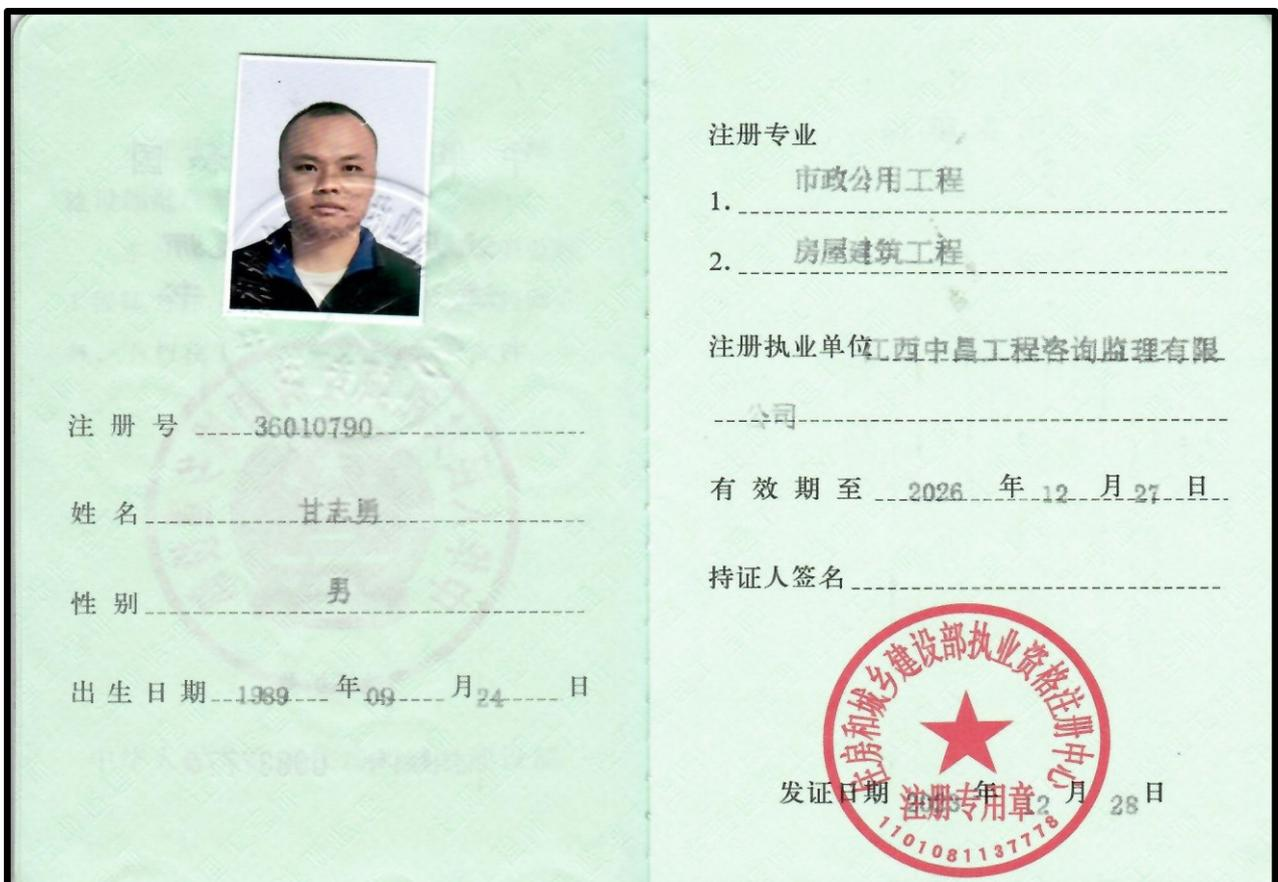 注册号 36010790
姓名 甘志勇
性别 男
出生日期 1989 年 09 月 24 日
注册专业
1. 市政公用工程
2. 房屋建筑工程
注册执业单位 江西中昌工程咨询监理有限
公司
有效期至 2026 年 12 月 27 日
持证人签名
住房和城乡建设部执业资格注册中心
发证日期 2023 年 12 月 28 日
注册专用章
1101081137778